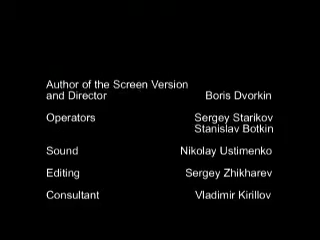 Author of the Screen Version
and Director Boris Dvorkin
Operators Sergey Starikov
Stanislav Botkin
Sound Nikolay Ustimenko
Editing Sergey Zhikharev
Consultant Vladimir Kirillov